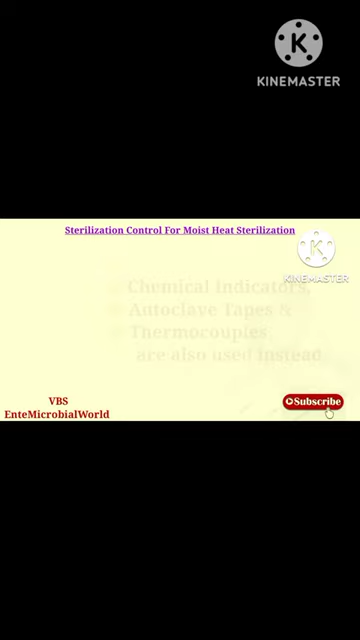 KINEMASTER
Sterilization Control For Moist Heat Sterilization
KINEMASTER
Chemical Indicators,
Autoclave Tapes &
Thermocouples,
are also used instead
VBS
EnteMicrobialWorld
Subscribe